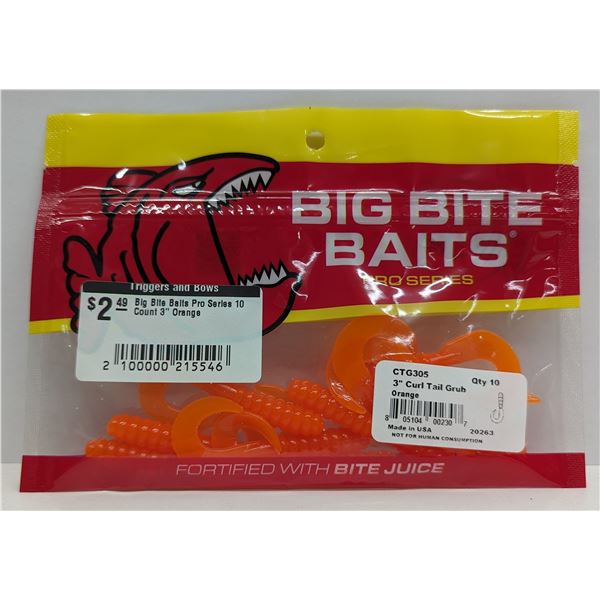 BIG BITE
BAITS®
PRO SERIES
Triggers and Bows
$2 49 Big Bite Baits Pro Series 10
Count 3" Orange
2 100000 215546
CTG305
3" Curl Tail Grub Qty 10
Orange
8 05104 00230 7
Made in USA 20263
NOT FOR HUMAN CONSUMPTION
FORTIFIED WITH BITE JUICE